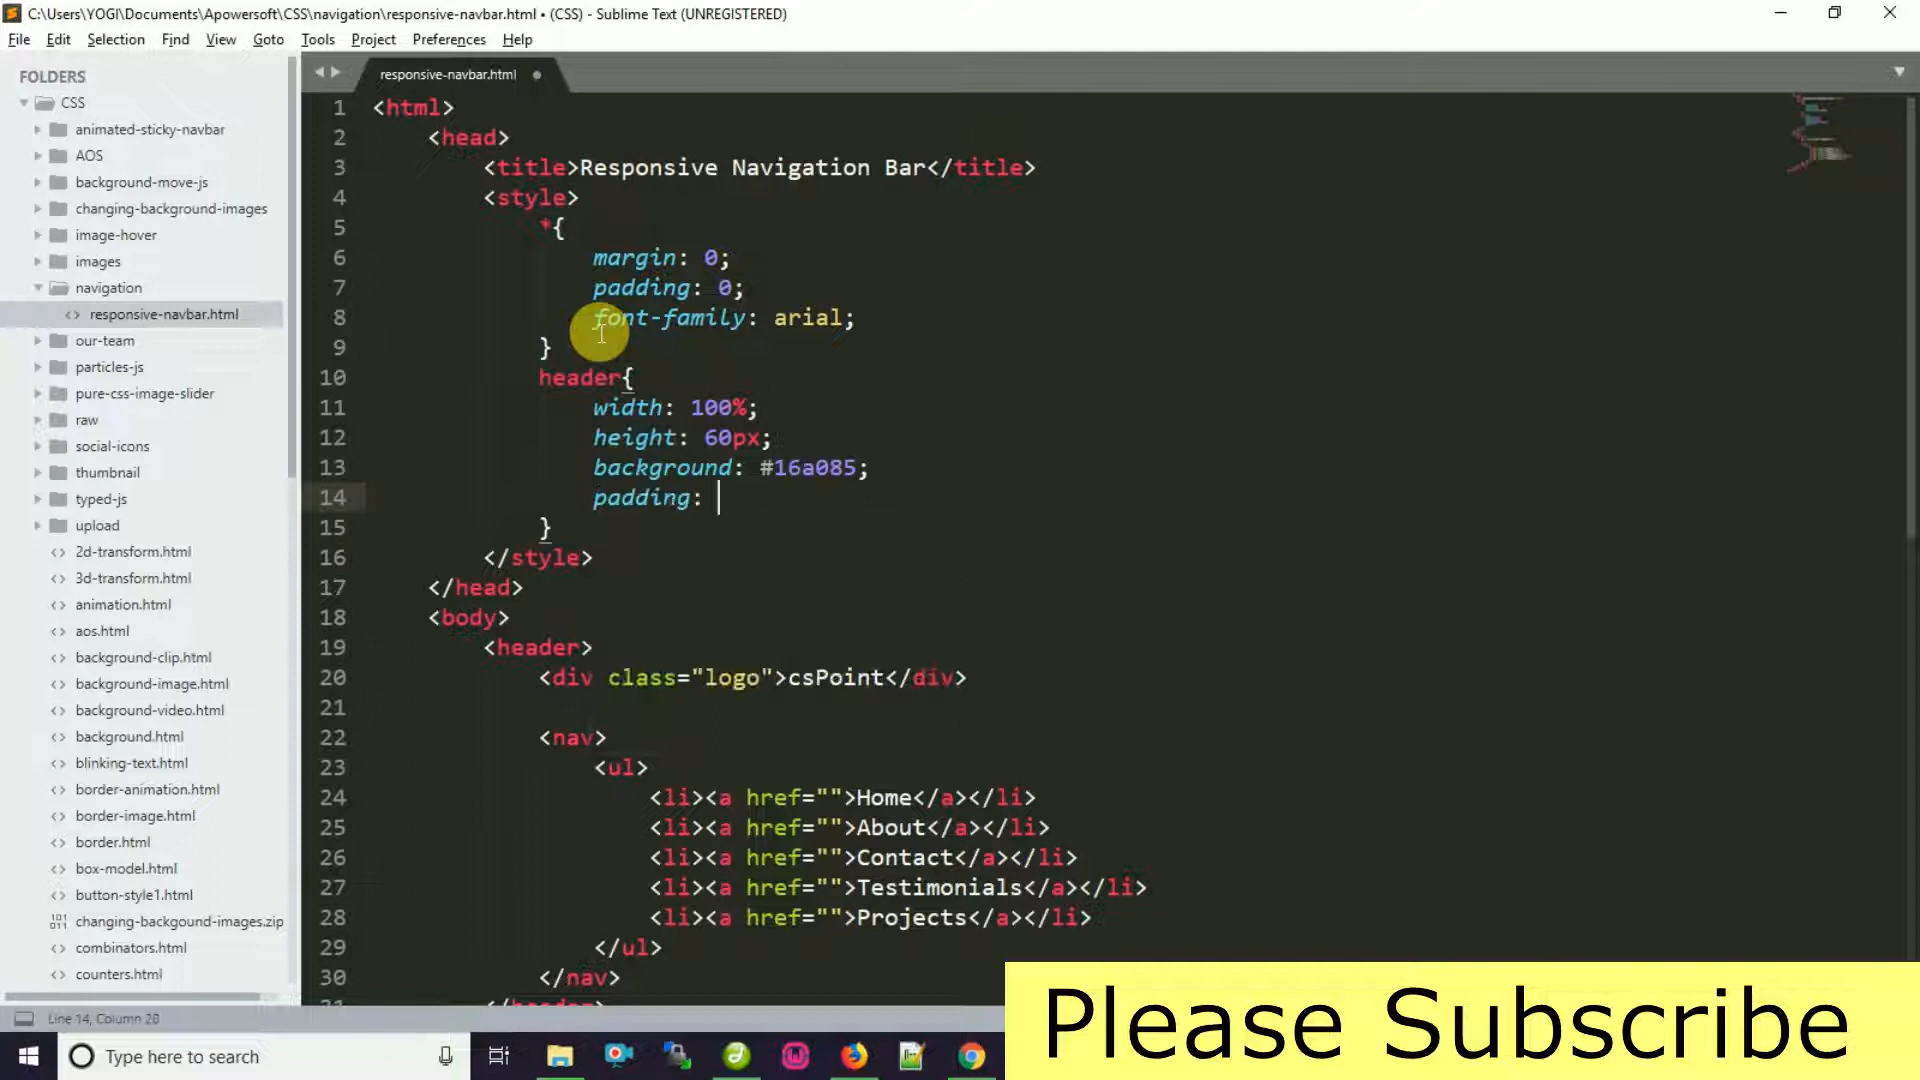 C:\Users\YOGI\Documents\Apowersoft\CSS\navigation\responsive-navbar.html • (CSS) - Sublime Text (UNREGISTERED)
File Edit Selection Find View Goto Tools Project Preferences Help
FOLDERS
CSS
animated-sticky-navbar
AOS
background-move-js
changing-background-images
image-hover
images
navigation
responsive-navbar.html
our-team
particles-js
pure-css-image-slider
raw
social-icons
thumbnail
typed-js
upload
2d-transform.html
3d-transform.html
animation.html
aos.html
background-clip.html
background-image.html
background-video.html
background.html
blinking-text.html
border-animation.html
border-image.html
border.html
box-model.html
button-style1.html
changing-backgound-images.zip
combinators.html
counters.html
responsive-navbar.html
1 <html>
2 <head>
3 <title>Responsive Navigation Bar</title>
4 <style>
5 *{
6 margin: 0;
7 padding: 0;
8 font-family: arial;
9 }
10 header{
11 width: 100%;
12 height: 60px;
13 background: #16a085;
14 padding:
15 }
16 </style>
17 </head>
18 <body>
19 <header>
20 <div class="logo">csPoint</div>
21
22 <nav>
23 <ul>
24 <li><a href="">Home</a></li>
25 <li><a href="">About</a></li>
26 <li><a href="">Contact</a></li>
27 <li><a href="">Testimonials</a></li>
28 <li><a href="">Projects</a></li>
29 </ul>
30 </nav>
31 </header>
Line 14, Column 28
Type here to search
Please Subscribe